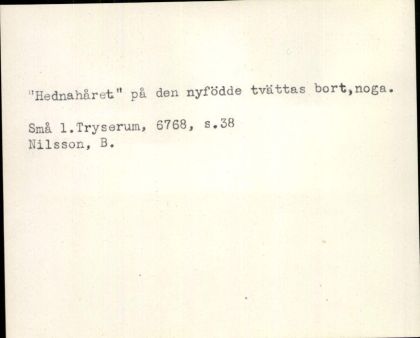 "Hednahåret" på den nyfödde tvättas bort,noga.
Små l.Tryserum, 6768, s.38
Nilsson, B.